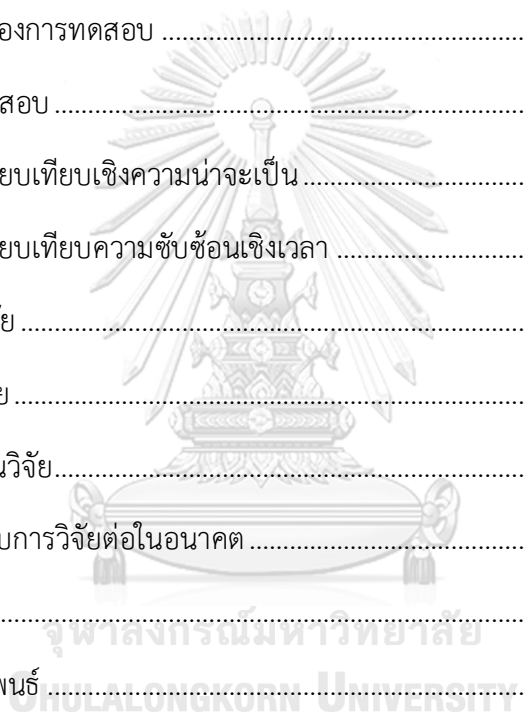 องการทดสอบ ........................................................
สอบ ........................................................................
ยบเทียบเชิงความน่าจะเป็น ..................................
ยบเทียบความซับซ้อนเชิงเวลา ............................
ัย ..............................................................................
ย ...............................................................................
นวิจัย.........................................................................
บการวิจัยต่อในอนาคต ..........................................
.................................................................................
จุฬาลงกรณ์มหาวิทยาลัย
พนธ์ .........................................................................
CHULALONGKORN UNIVERSITY